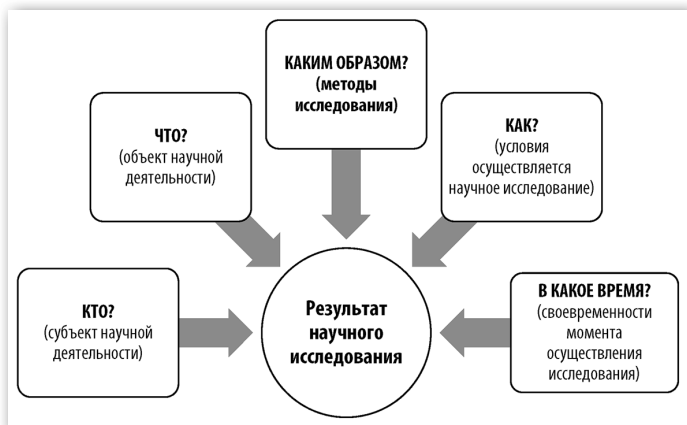 КАКИМ ОБРАЗОМ?
(методы
исследования)
ЧТО?
(объект научной
деятельности)
КАК?
(условия
осуществляется
научное исследование)
КТО?
(субъект научной
деятельности)
Результат
научного
исследования
В КАКОЕ ВРЕМЯ?
(своевременности
момента
осуществления
исследования)